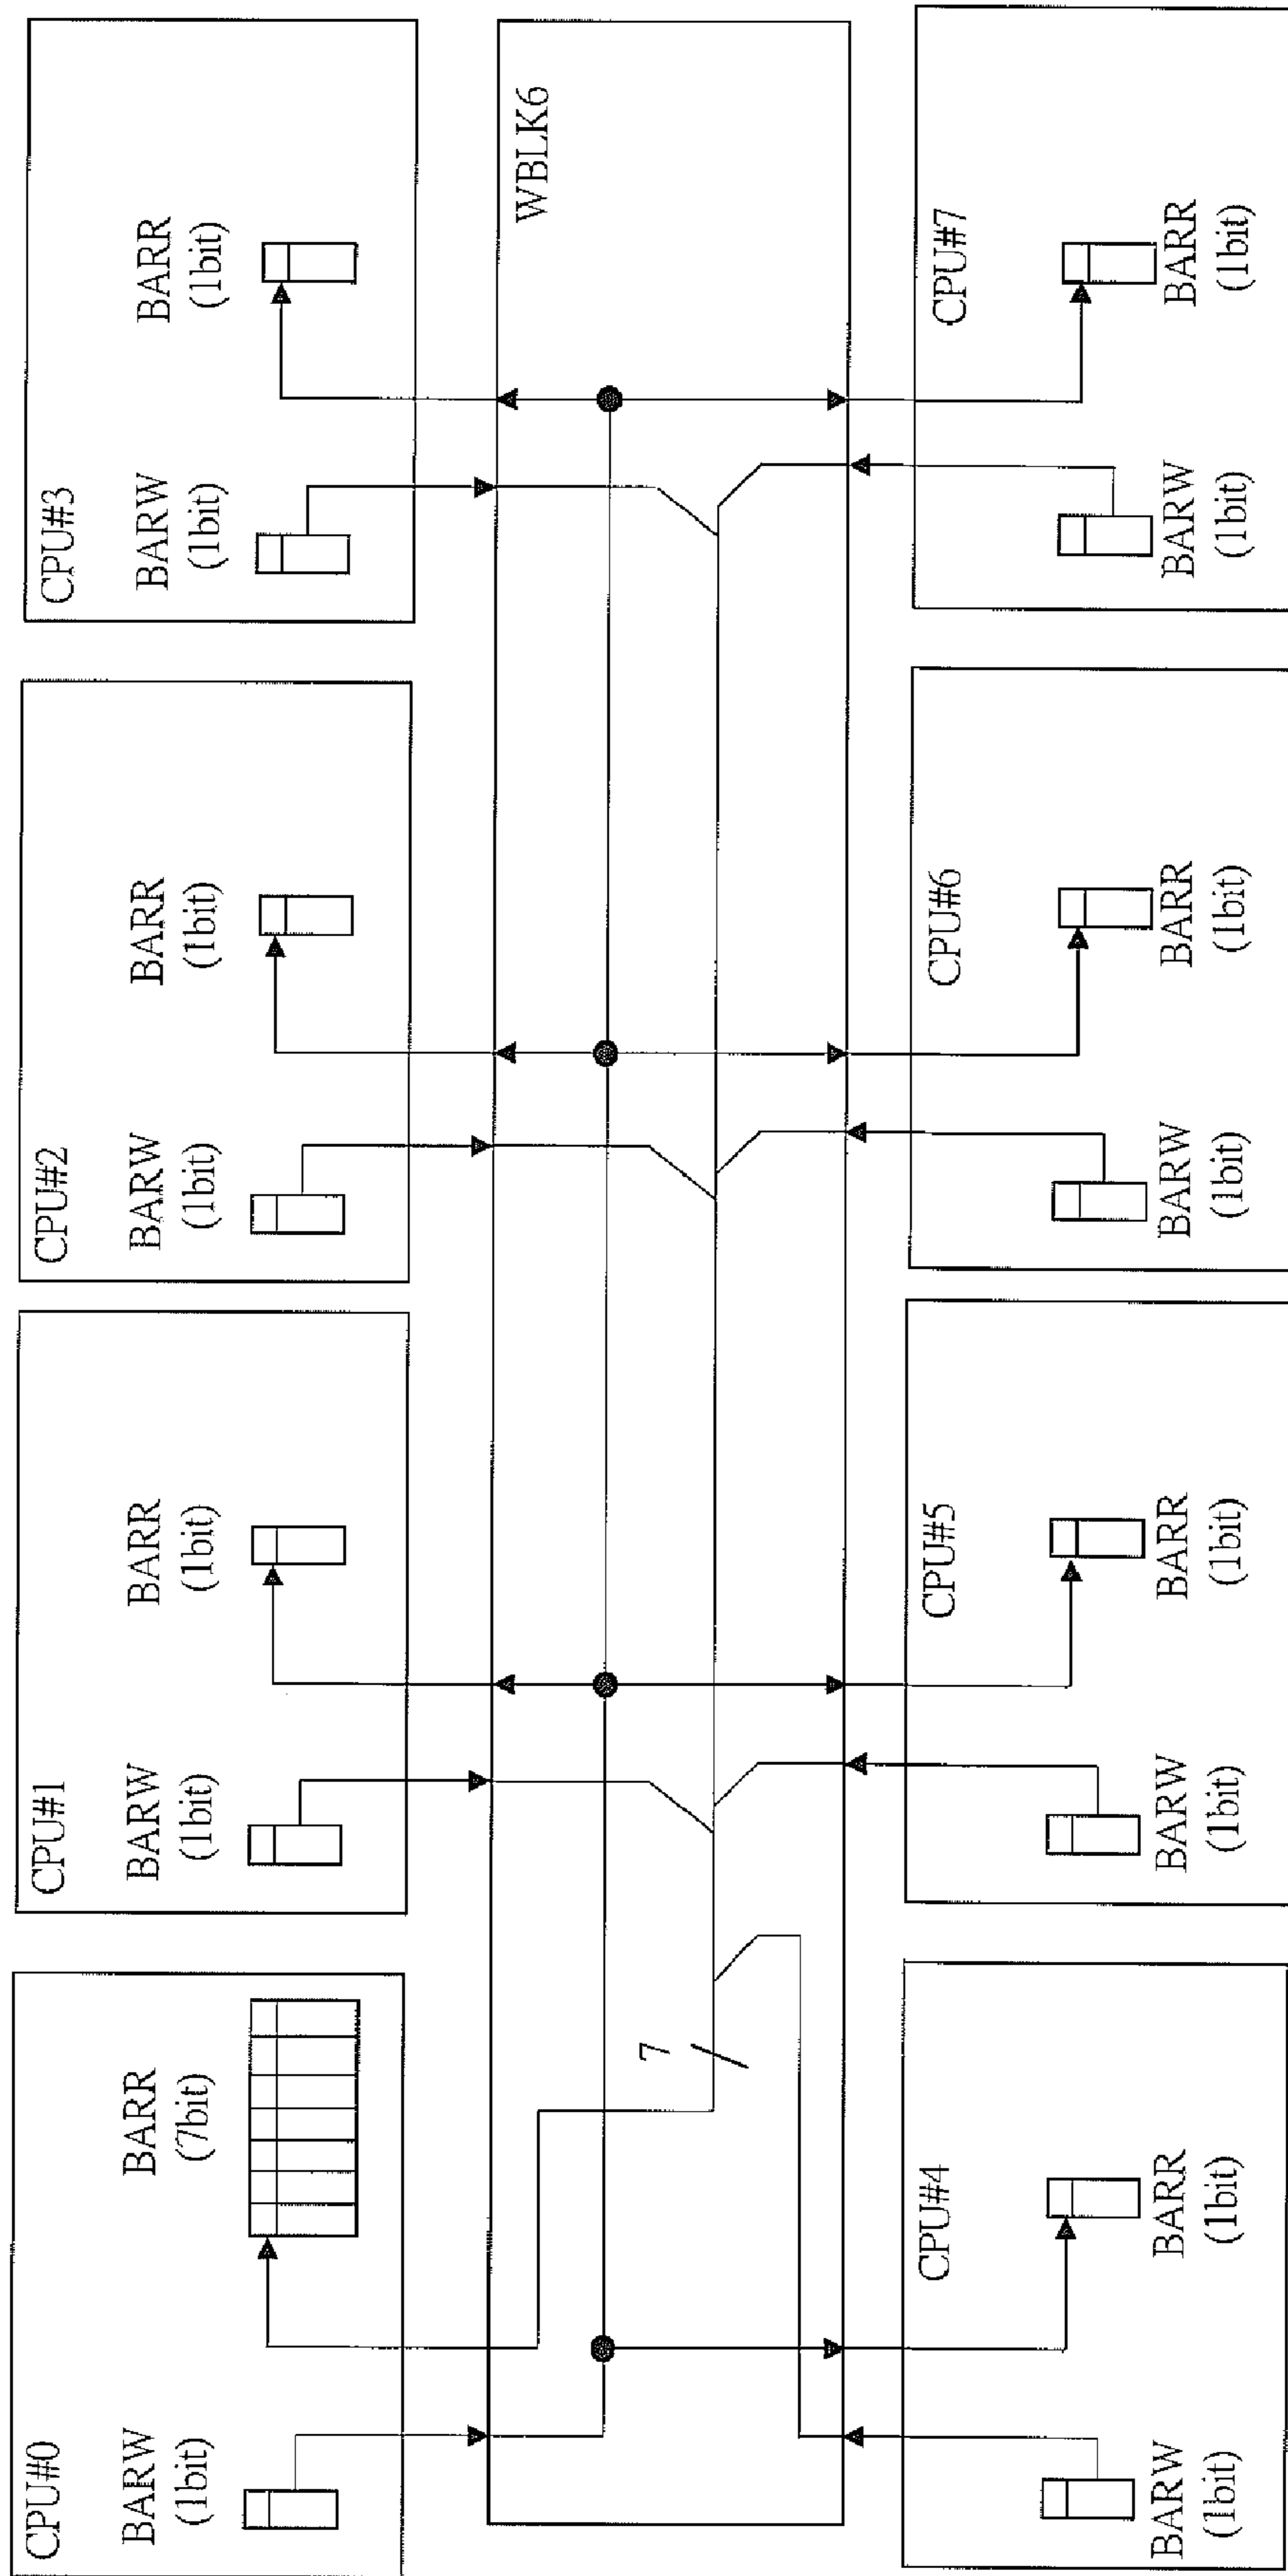 CPU#0
BARW
(1bit)
BARR
(7bit)
CPU#1
BARW
(1bit)
BARR
(1bit)
CPU#2
BARW
(1bit)
BARR
(1bit)
CPU#3
BARW
(1bit)
BARR
(1bit)
WBLK6
7
CPU#4
BARW
(1bit)
BARR
(1bit)
CPU#5
BARW
(1bit)
BARR
(1bit)
CPU#6
BARW
(1bit)
BARR
(1bit)
CPU#7
BARW
(1bit)
BARR
(1bit)